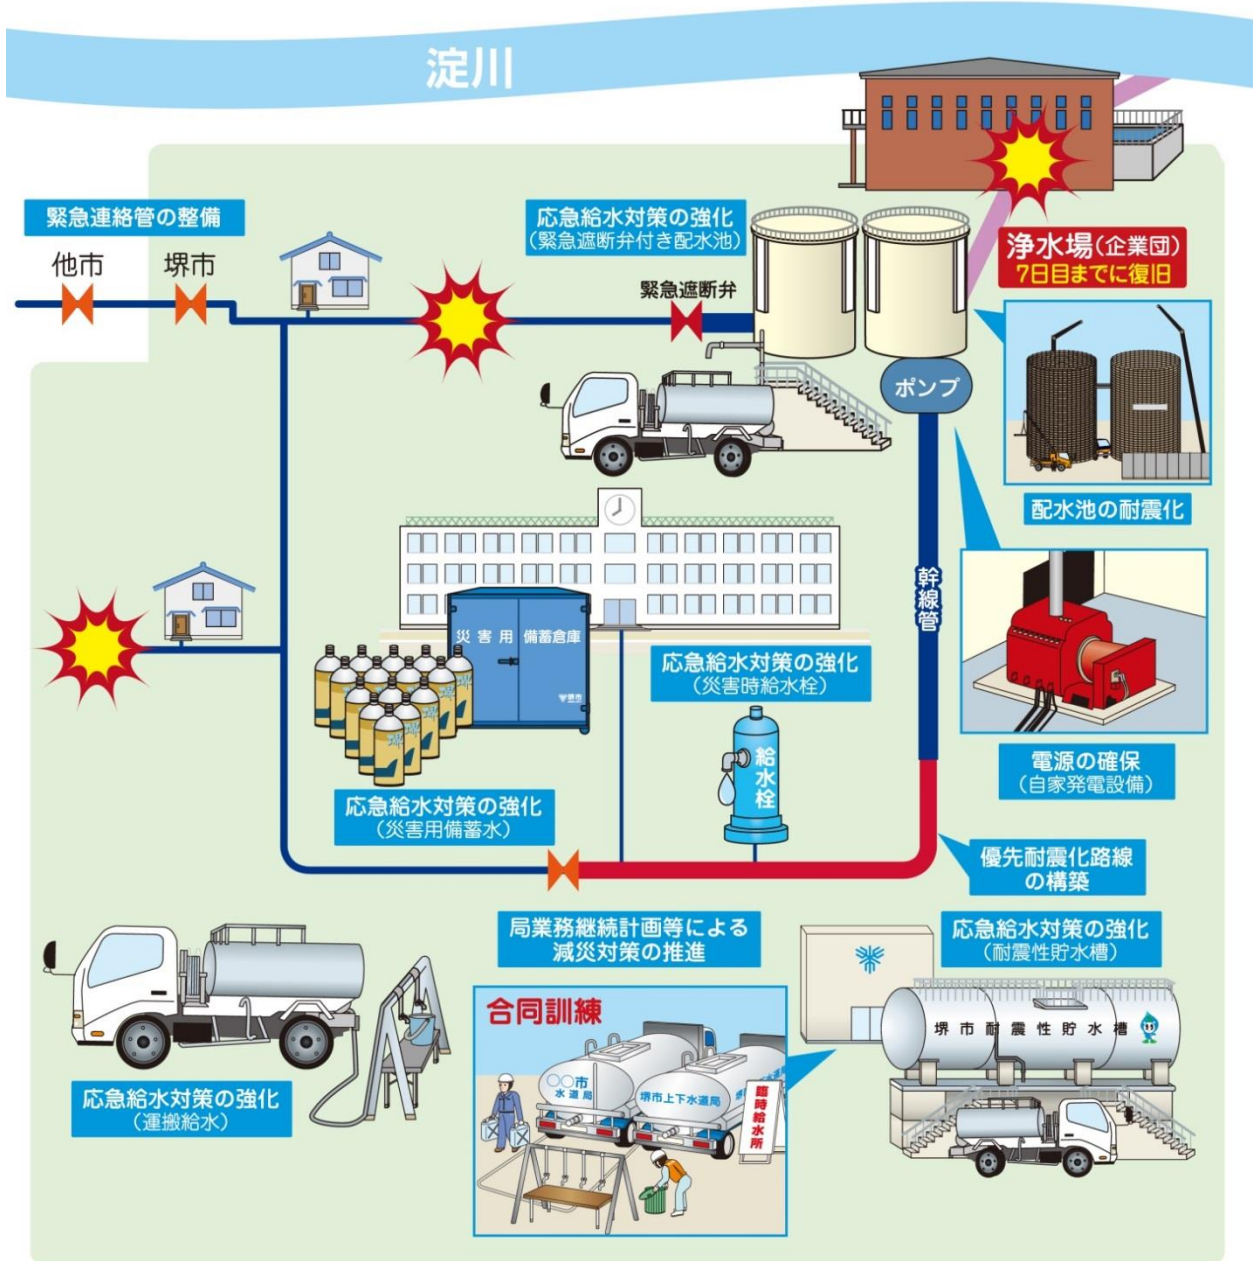 淀川
緊急連絡管の整備
他市
堺市
応急給水対策の強化
（緊急遮断弁付き配水池）
緊急遮断弁
浄水場（企業団）
7日目までに復旧
ポンプ
配水池の耐震化
幹線管
災害用 備蓄倉庫
応急給水対策の強化
（災害時給水栓）
給水栓
電源の確保
（自家発電設備）
応急給水対策の強化
（災害用備蓄水）
優先耐震化路線
の構築
局業務継続計画等による
減災対策の推進
応急給水対策の強化
（耐震性貯水槽）
堺市耐震性貯水槽
合同訓練
○○市
水道局
堺市上下水道局
臨時給水所
応急給水対策の強化
（運搬給水）